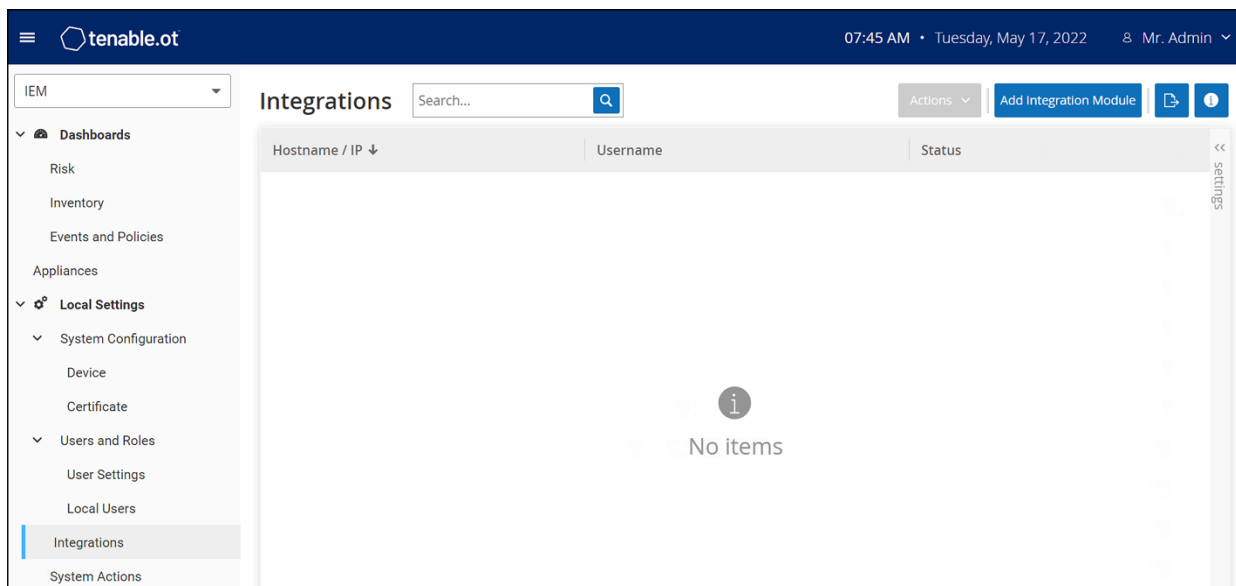 tenable.ot
07:45 AM • Tuesday, May 17, 2022
Mr. Admin
IEM
Dashboards
Risk
Inventory
Events and Policies
Appliances
Local Settings
System Configuration
Device
Certificate
Users and Roles
User Settings
Local Users
Integrations
System Actions
Integrations
Search...
Actions
Add Integration Module
Hostname / IP
Username
Status
settings
No items